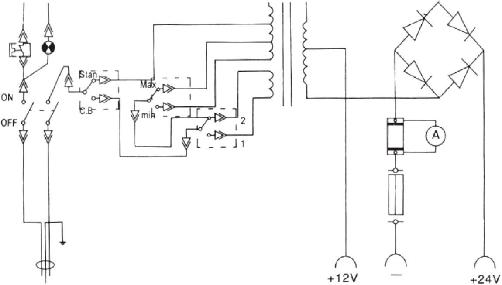 Stan
Max
ON
C.B
min
2
OFF
1
A
+12V
—
+24V